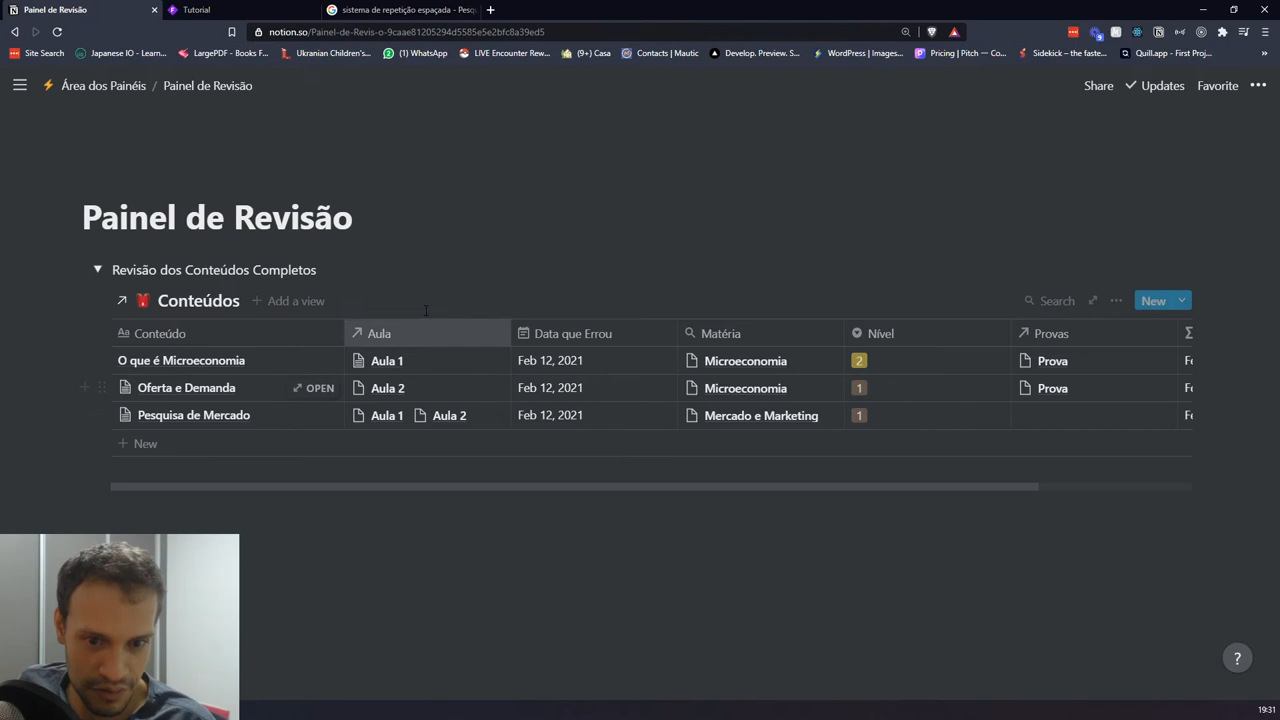 Painel de Revisão
Tutorial
sistema de repetição espaçada - Pesqu
notion.so/Painel-de-Revis-o-9caae81205294d5585e5e2bfc8a39ed5
Site Search
Japanese IO - Learn...
LargePDF - Books F...
Ukranian Children's...
LIVE Encounter Rew...
(9+) Casa
(1) WhatsApp
Contacts | Mautic
Develop. Preview. S...
WordPress | Images...
Pricing | Pitch — Co...
Sidekick — the faste...
Quill.app - First Proj...
Área dos Painéis / Painel de Revisão
Share
Updates
Favorite
Painel de Revisão
Revisão dos Conteúdos Completos
Conteúdos
+ Add a view
Search
New
Aa Conteúdo Aula Data que Errou Matéria Nível Provas Σ
O que é Microeconomia Aula 1 Feb 12, 2021 Microeconomia 2 Prova Fe
Oferta e Demanda OPEN Aula 2 Feb 12, 2021 Microeconomia 1 Prova Fe
Pesquisa de Mercado Aula 1 Aula 2 Feb 12, 2021 Mercado e Marketing 1 Fe
+ New
?
19:31